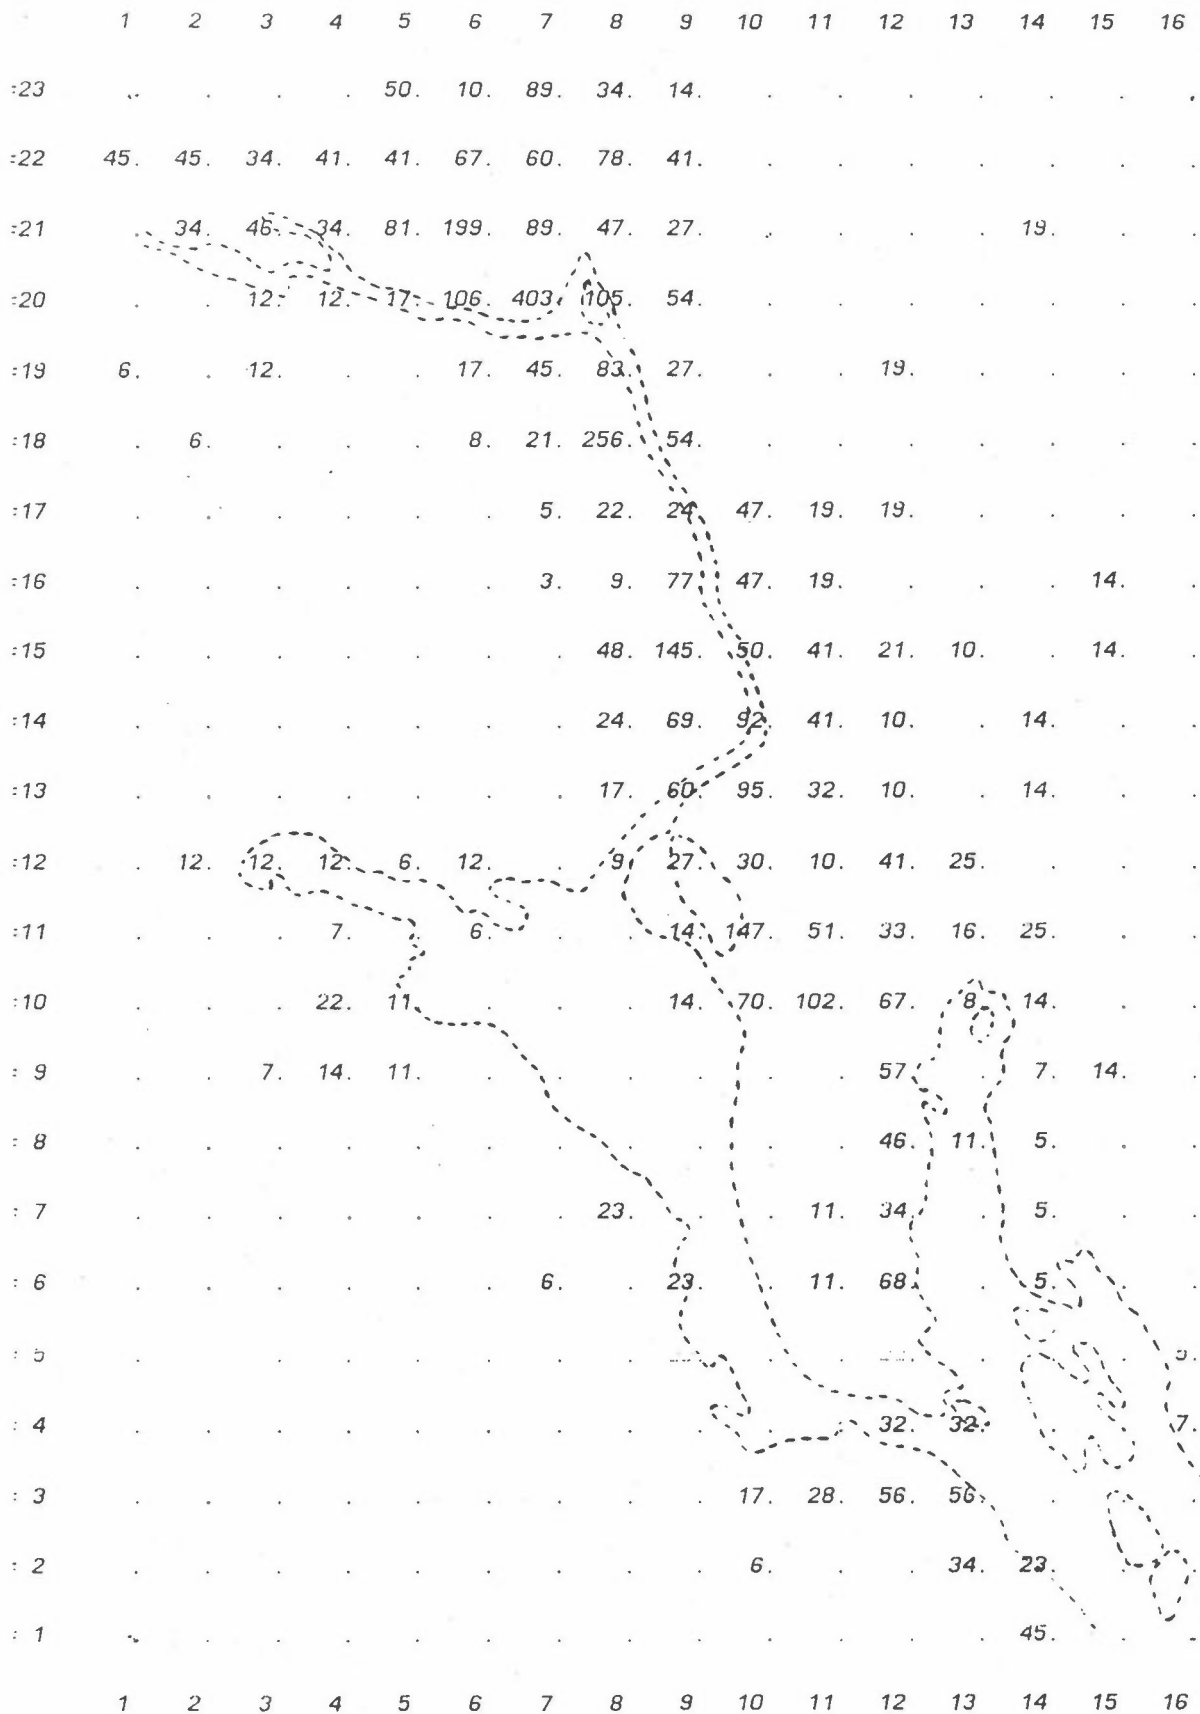 1 2 3 4 5 6 7 8 9 10 11 12 13 14 15 16
:23 . . . . 50. 10. 89. 34. 14. . . . . . . .
:22 45. 45. 34. 41. 41. 67. 60. 78. 41. . . . . . . .
:21 . 34. 46. 34. 81. 199. 89. 47. 27. . . . . 19. . .
:20 . . 12. 12. 17. 106. 403. 105. 54. . . . . . . .
:19 6. . 12. . . 17. 45. 83. 27. . . 19. . . . .
:18 . 6. . . . 8. 21. 256. 54. . . . . . . .
:17 . . . . . . 5. 22. 24. 47. 19. 19. . . . .
:16 . . . . . . 3. 9. 77. 47. 19. . . . 14. .
:15 . . . . . . . 48. 145. 50. 41. 21. 10. . 14. .
:14 . . . . . . . 24. 69. 92. 41. 10. . 14. . .
:13 . . . . . . . 17. 60. 95. 32. 10. . 14. . .
:12 . 12. 12. 12. 6. 12. . 9. 27. 30. 10. 41. 25. . . .
:11 . . . 7. . 6. . . 14. 147. 51. 33. 16. 25. . .
:10 . . . 22. 11. . . . 14. 70. 102. 67. 8. 14. . .
: 9 . . 7. 14. 11. . . . . . . 57. . 7. 14. .
: 8 . . . . . . . . . . . 46. 11. 5. . .
: 7 . . . . . . . 23. . . 11. 34. . 5. . .
: 6 . . . . . . 6. . 23. . 11. 68. . 5. . .
: 5 . . . . . . . . . . . . . . .
: 4 . . . . . . . . . . . 32. 32. . . 7.
: 3 . . . . . . . . . 17. 28. 56. 56. . . .
: 2 . . . . . . . . . 6. . . 34. 23. . .
: 1 . . . . . . . . . . . . . 45. . .
1 2 3 4 5 6 7 8 9 10 11 12 13 14 15 16